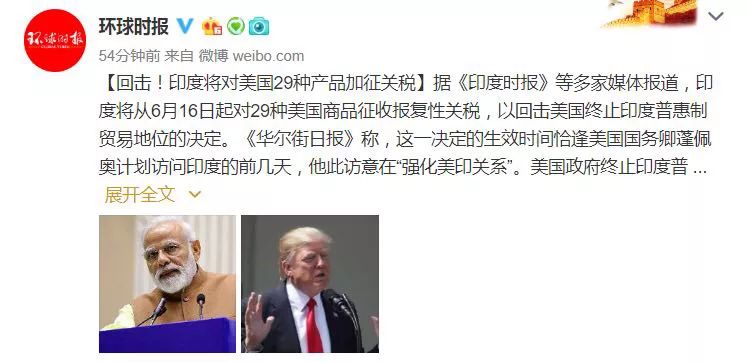 环球时报
环球时报
GLOBAL TIMES
54分钟前 来自 微博 weibo.com
【回击！印度将对美国29种产品加征关税】据《印度时报》等多家媒体报道，印
度将从6月16日起对29种美国商品征收报复性关税，以回击美国终止印度普惠制
贸易地位的决定。《华尔街日报》称，这一决定的生效时间恰逢美国国务卿蓬佩
奥计划访问印度的前几天，他此访意在“强化美印关系”。美国政府终止印度普 ...
展开全文